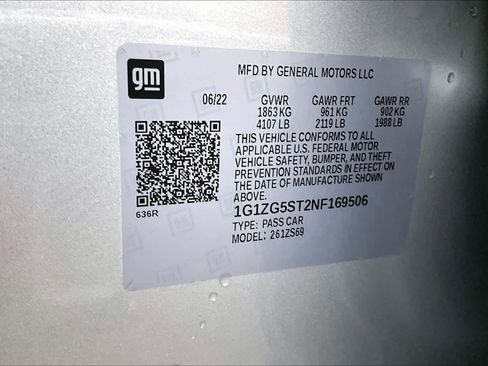 gm
MFD BY GENERAL MOTORS LLC
06/22 GVWR GAWR FRT GAWR RR
1863 KG 961 KG 902 KG
4107 LB 2119 LB 1988 LB
THIS VEHICLE CONFORMS TO ALL
APPLICABLE U.S. FEDERAL MOTOR
VEHICLE SAFETY, BUMPER, AND THEFT
PREVENTION STANDARDS IN EFFECT ON
THE DATE OF MANUFACTURE SHOWN
ABOVE.
636R
1G1ZG5ST2NF169506
TYPE: PASS CAR
MODEL: 261ZS69